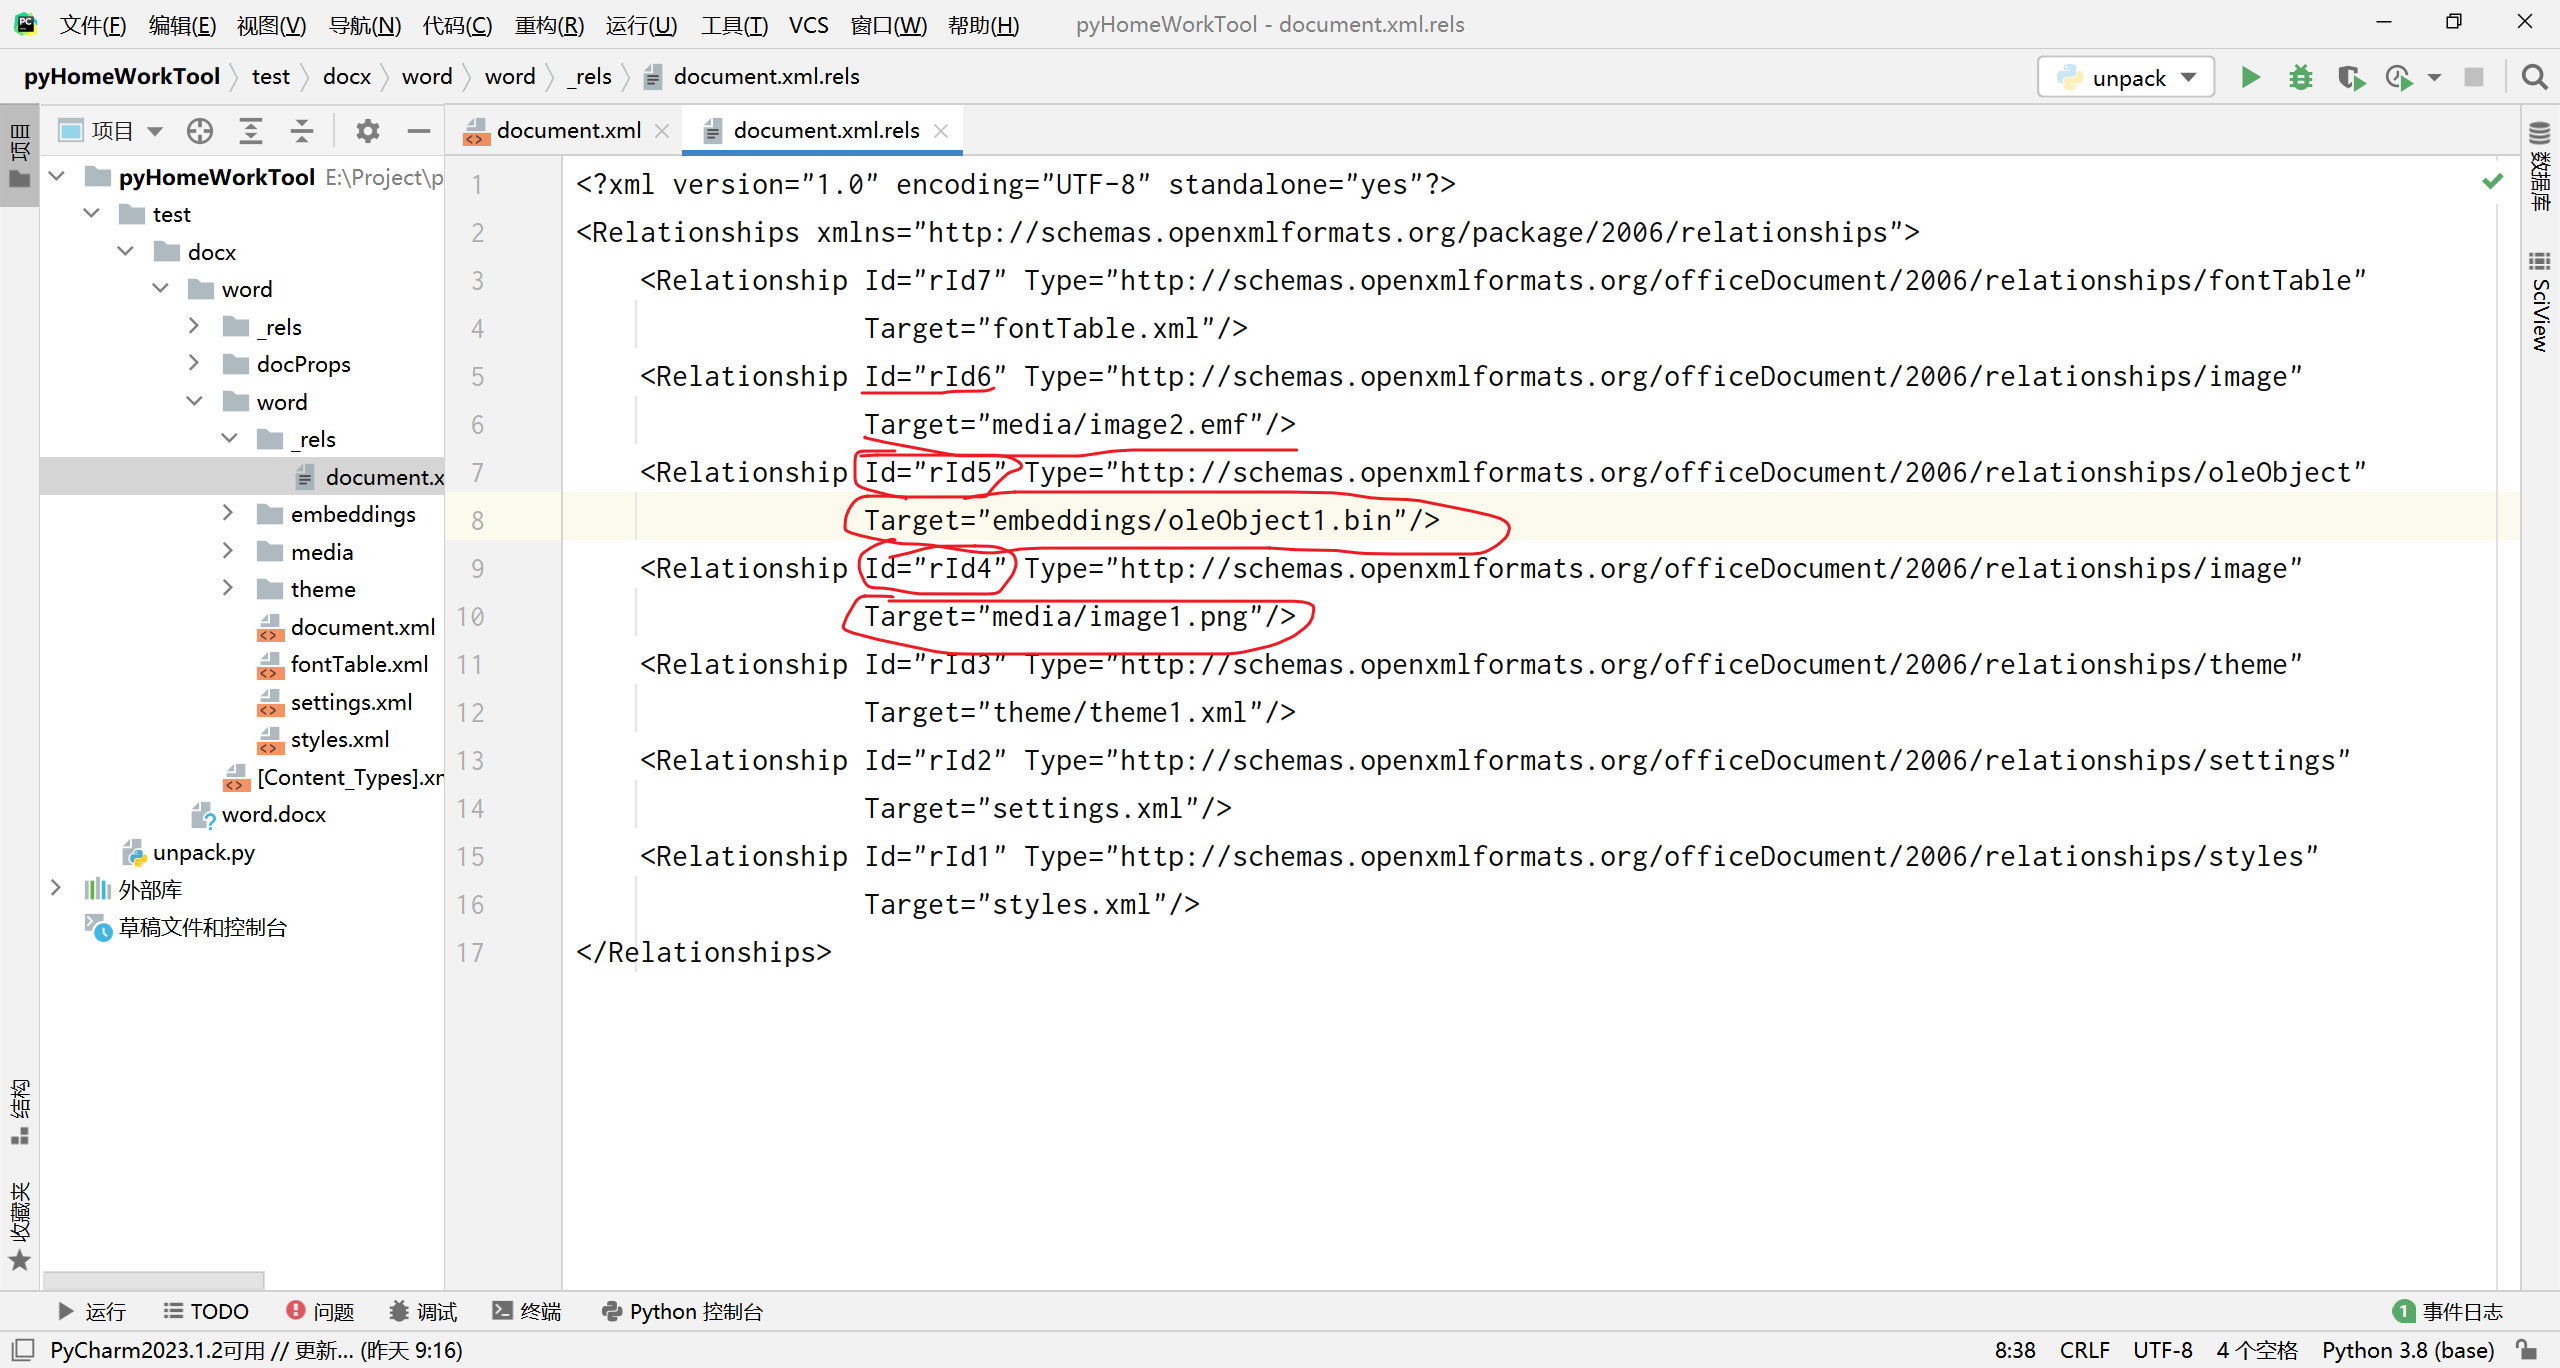 文件(F) 编辑(E) 视图(V) 导航(N) 代码(C) 重构(R) 运行(U) 工具(T) VCS 窗口(W) 帮助(H) pyHomeWorkTool - document.xml.rels
pyHomeWorkTool test docx word word _rels document.xml.rels unpack
项目
document.xml document.xml.rels
项目
pyHomeWorkTool E:\Project\p
test
docx
word
_rels
docProps
word
_rels
document.x
embeddings
media
theme
document.xml
fontTable.xml
settings.xml
styles.xml
[Content_Types].xm
word.docx
unpack.py
外部库
草稿文件和控制台
1 <?xml version="1.0" encoding="UTF-8" standalone="yes"?>
2 <Relationships xmlns="http://schemas.openxmlformats.org/package/2006/relationships">
3 <Relationship Id="rId7" Type="http://schemas.openxmlformats.org/officeDocument/2006/relationships/fontTable"
4 Target="fontTable.xml"/>
5 <Relationship Id="rId6" Type="http://schemas.openxmlformats.org/officeDocument/2006/relationships/image"
6 Target="media/image2.emf"/>
7 <Relationship Id="rId5" Type="http://schemas.openxmlformats.org/officeDocument/2006/relationships/oleObject"
8 Target="embeddings/oleObject1.bin"/>
9 <Relationship Id="rId4" Type="http://schemas.openxmlformats.org/officeDocument/2006/relationships/image"
10 Target="media/image1.png"/>
11 <Relationship Id="rId3" Type="http://schemas.openxmlformats.org/officeDocument/2006/relationships/theme"
12 Target="theme/theme1.xml"/>
13 <Relationship Id="rId2" Type="http://schemas.openxmlformats.org/officeDocument/2006/relationships/settings"
14 Target="settings.xml"/>
15 <Relationship Id="rId1" Type="http://schemas.openxmlformats.org/officeDocument/2006/relationships/styles"
16 Target="styles.xml"/>
17 </Relationships>
数据库
SciView
结构
收藏夹
运行 TODO 问题 调试 终端 Python 控制台 1 事件日志
PyCharm2023.1.2可用 // 更新... (昨天 9:16) 8:38 CRLF UTF-8 4 个空格 Python 3.8 (base)